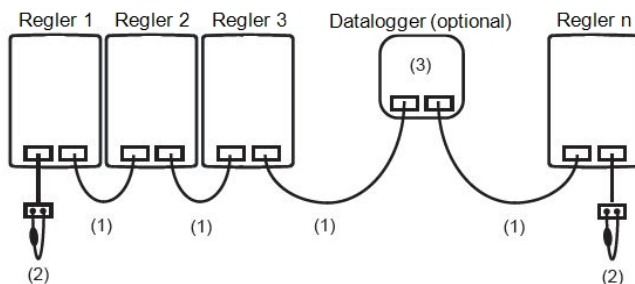 Regler 1 Regler 2 Regler 3 Datalogger (optional) Regler n
(3)
(1) (1) (1) (1)
(2) (2)